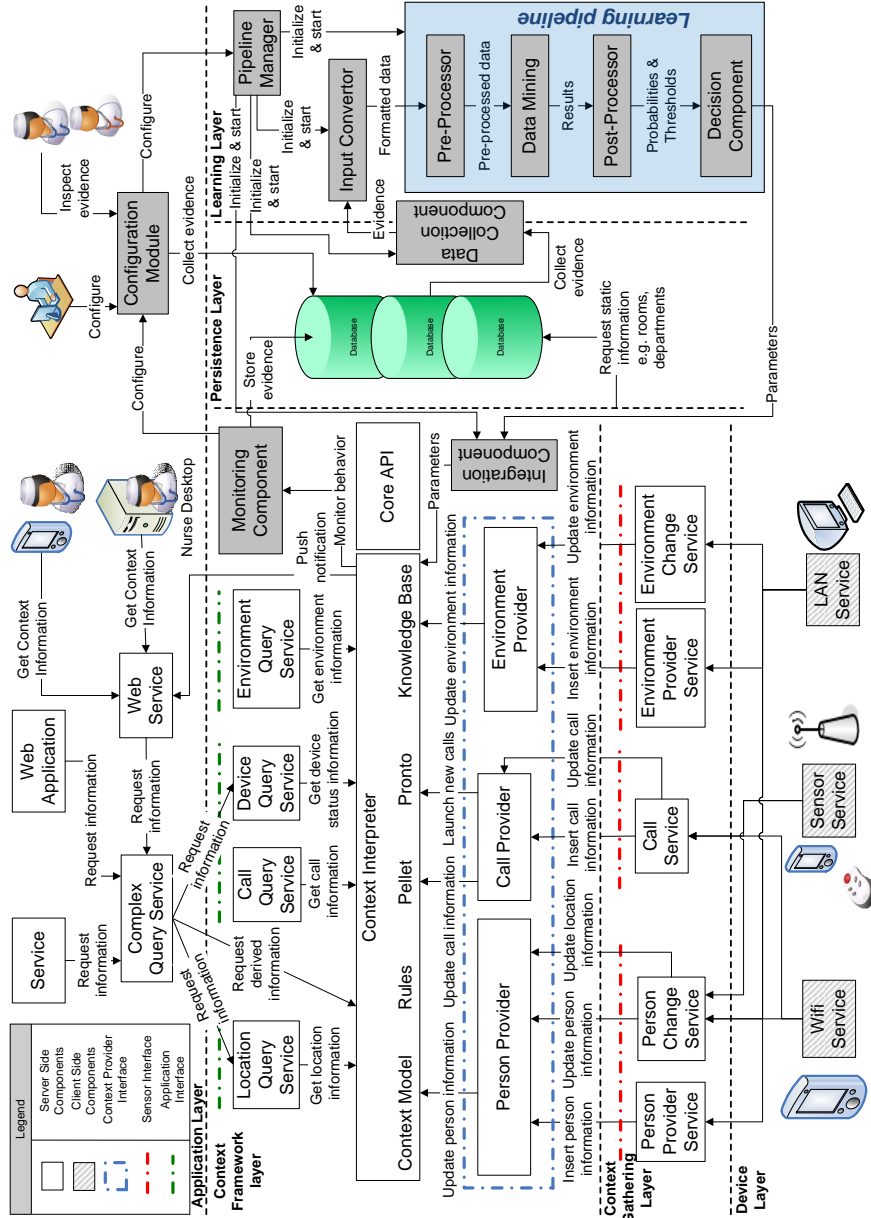 Legend
Server Side
Components
Client Side
Components
Context Provider
Interface
Sensor Interface
Application
Interface
Service
Web
Application
Request
information
Request information
Complex
Query Service
Request
information
Web
Service
Get Context
Information
Get Context
Information
Nurse Desktop
Push
notification
Configure
Configure
Inspect
evidence
Configuration
Module
Configure
Collect evidence
Application Layer
Context
Framework
layer
Request
information
Request
derived
information
Request
information
Location
Query
Service
Call
Query
Service
Device
Query
Service
Environment
Query
Service
Get location
information
Get call
information
Get device
status information
Get environment
information
Monitoring
Component
Monitor behavior
Store
evidence
Context Interpreter
Context Model
Rules
Pellet
Pronto
Knowledge Base
Core API
Parameters
Integration
Component
Update person information
Update call information
Launch new calls
Update environment information
Person Provider
Call Provider
Environment
Provider
Insert person
information
Update person
information
Update location
information
Insert call
information
Update call
information
Insert environment
information
Update environment
information
Context
Gathering
Layer
Person
Provider
Service
Person
Change
Service
Call
Service
Environment
Provider
Service
Environment
Change
Service
Device
Layer
Wifi
Service
Sensor
Service
LAN
Service
Persistence Layer
Database
Database
Database
Request static
information
e.g. rooms,
departments
Collect
evidence
Data
Collection
Component
Evidence
Learning Layer
Pipeline
Manager
Initialize & start
Initialize
& start
Initialize
& start
Initialize
& start
Input Convertor
Formatted data
Learning pipeline
Pre-Processor
Pre-processed data
Data Mining
Results
Post-Processor
Probabilities &
Thresholds
Decision
Component
Parameters